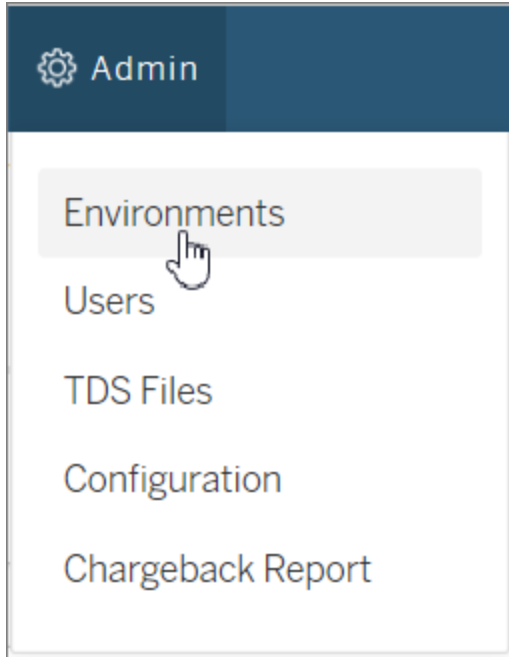 Admin
Environments
Users
TDS Files
Configuration
Chargeback Report